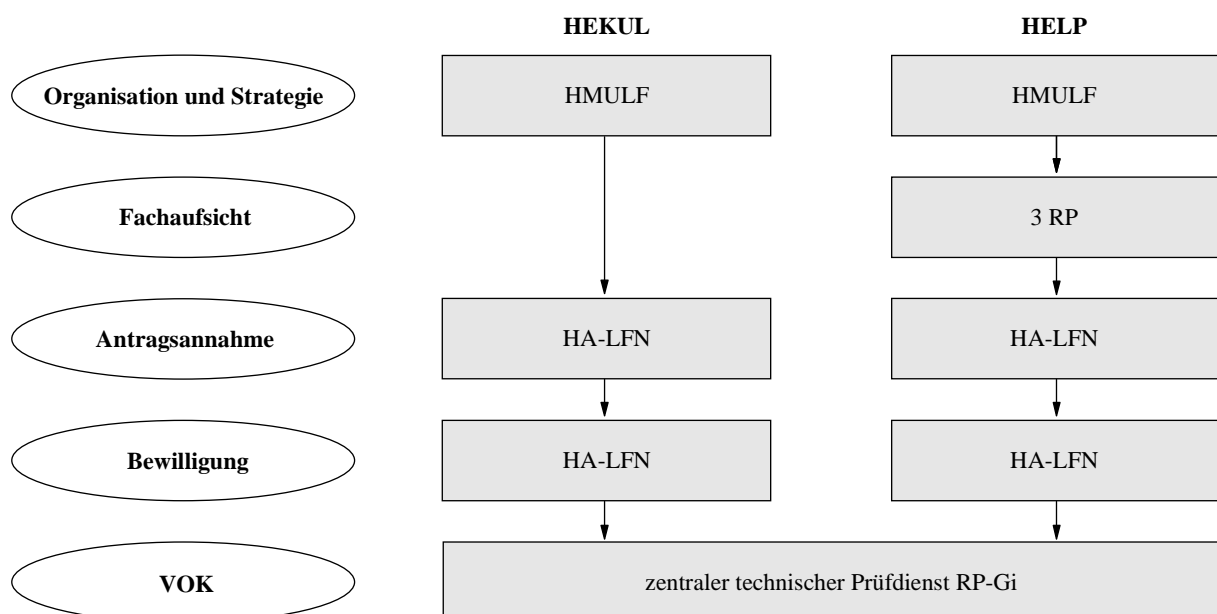 HEKUL
HELP
Organisation und Strategie
HMULF
HMULF
Fachaufsicht
3 RP
Antragsannahme
HA-LFN
HA-LFN
Bewilligung
HA-LFN
HA-LFN
VOK
zentraler technischer Prüfdienst RP-Gi